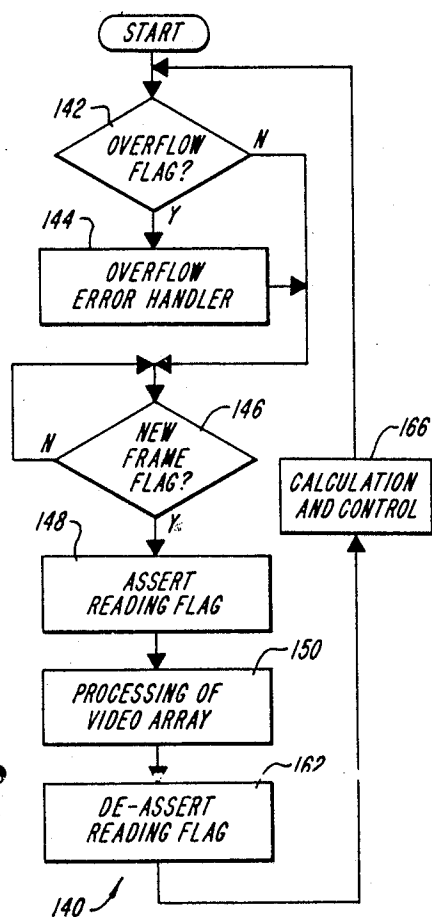 START
142
OVERFLOW
FLAG?
N
Y
144
OVERFLOW
ERROR HANDLER
146
NEW
FRAME
FLAG?
N
Y
166
CALCULATION
AND CONTROL
148
ASSERT
READING FLAG
150
PROCESSING OF
VIDEO ARRAY
162
DE-ASSERT
READING FLAG
140